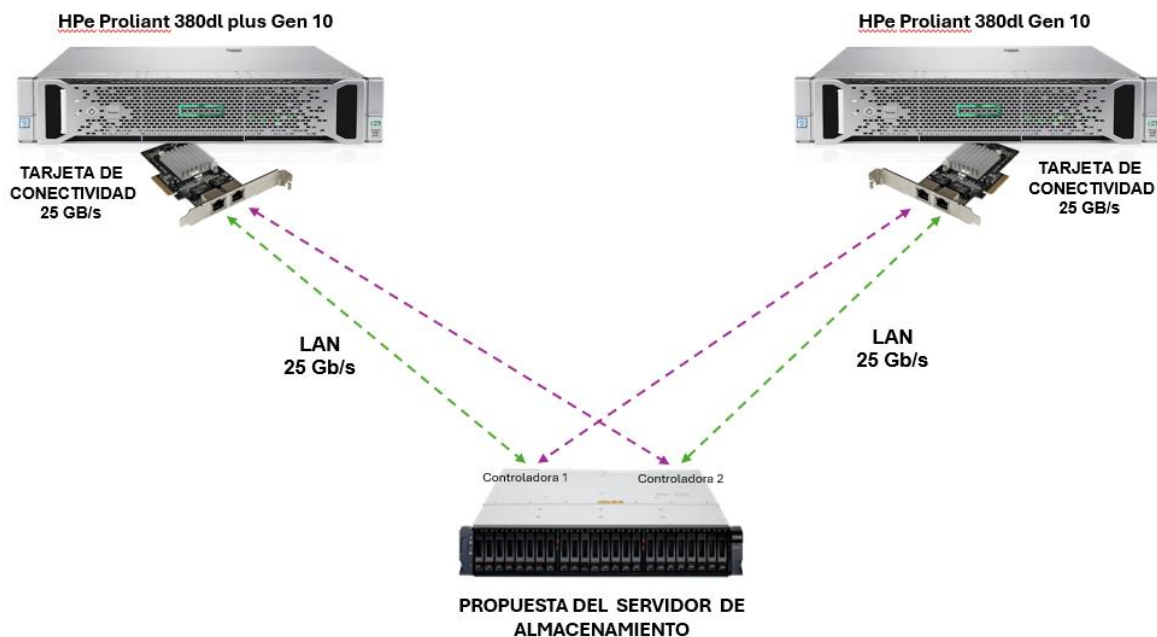 HPe Proliant 380dl plus Gen 10
HPe Proliant 380dl Gen 10
TARJETA DE
CONECTIVIDAD
25 GB/s
TARJETA DE
CONECTIVIDAD
25 GB/s
LAN
25 Gb/s
LAN
25 Gb/s
Controladora 1
Controladora 2
PROPUESTA DEL SERVIDOR DE
ALMACENAMIENTO